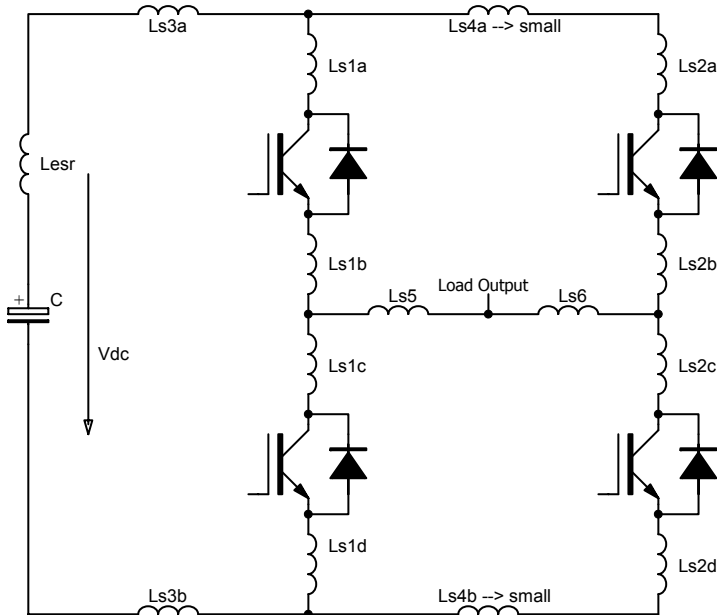 Ls3a
Ls4a --> small
Ls1a
Ls2a
Lesr
Ls1b
Ls2b
Load Output
Ls5
Ls6
+
C
Vdc
Ls1c
Ls2c
Ls1d
Ls2d
Ls3b
Ls4b --> small